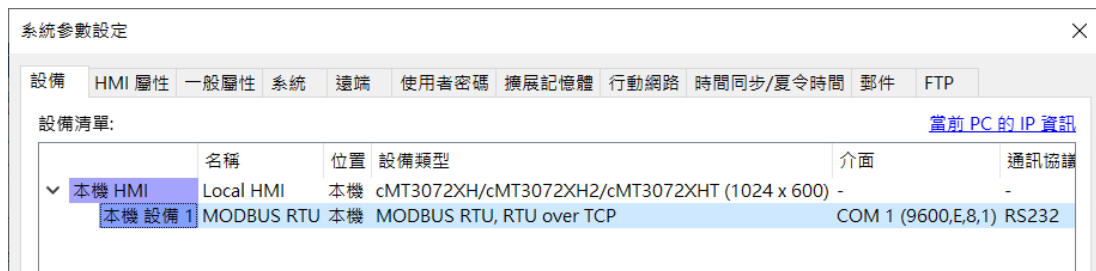 系統參數設定
設備 HMI 屬性 一般屬性 系統 遠端 使用者密碼 擴展記憶體 行動網路 時間同步/夏令時間 郵件 FTP
設備清單: 當前 PC 的 IP 資訊
名稱 位置 設備類型 介面 通訊協議
本機 HMI Local HMI 本機 cMT3072XH/cMT3072XH2/cMT3072XHT (1024 x 600) - -
本機 設備 1 MODBUS RTU 本機 MODBUS RTU, RTU over TCP COM 1 (9600,E,8,1) RS232